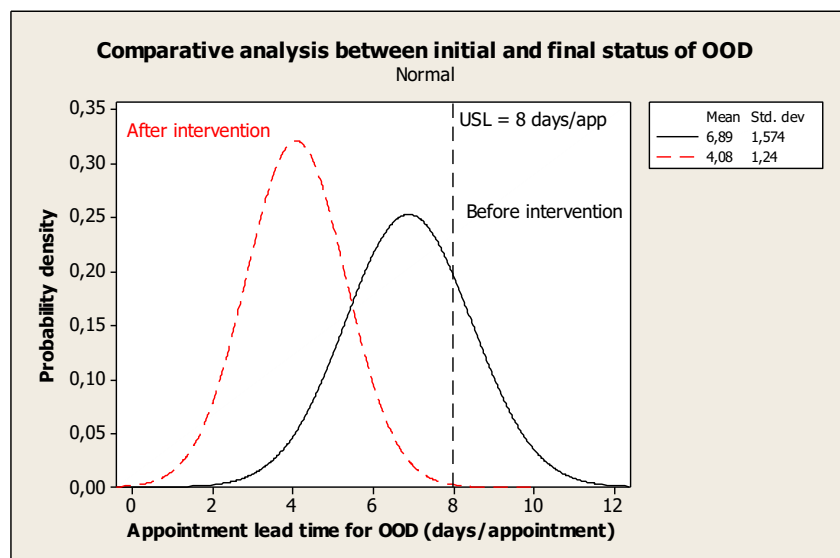 Comparative analysis between initial and final status of OOD
Normal
0,35
0,30
0,25
0,20
0,15
0,10
0,05
0,00
Probability density
After intervention
USL = 8 days/app
Before intervention
Mean Std. dev
6,89 1,574
4,08 1,24
0 2 4 6 8 10 12
Appointment lead time for OOD (days/appointment)